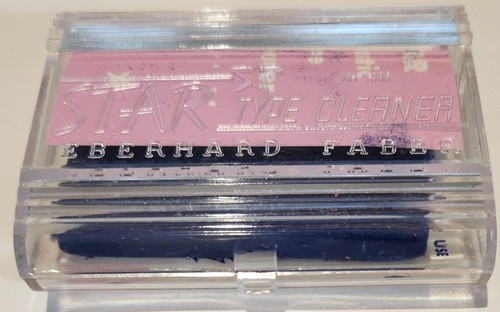 STAR TYPE CLEANER
EBERHARD FABER
USE